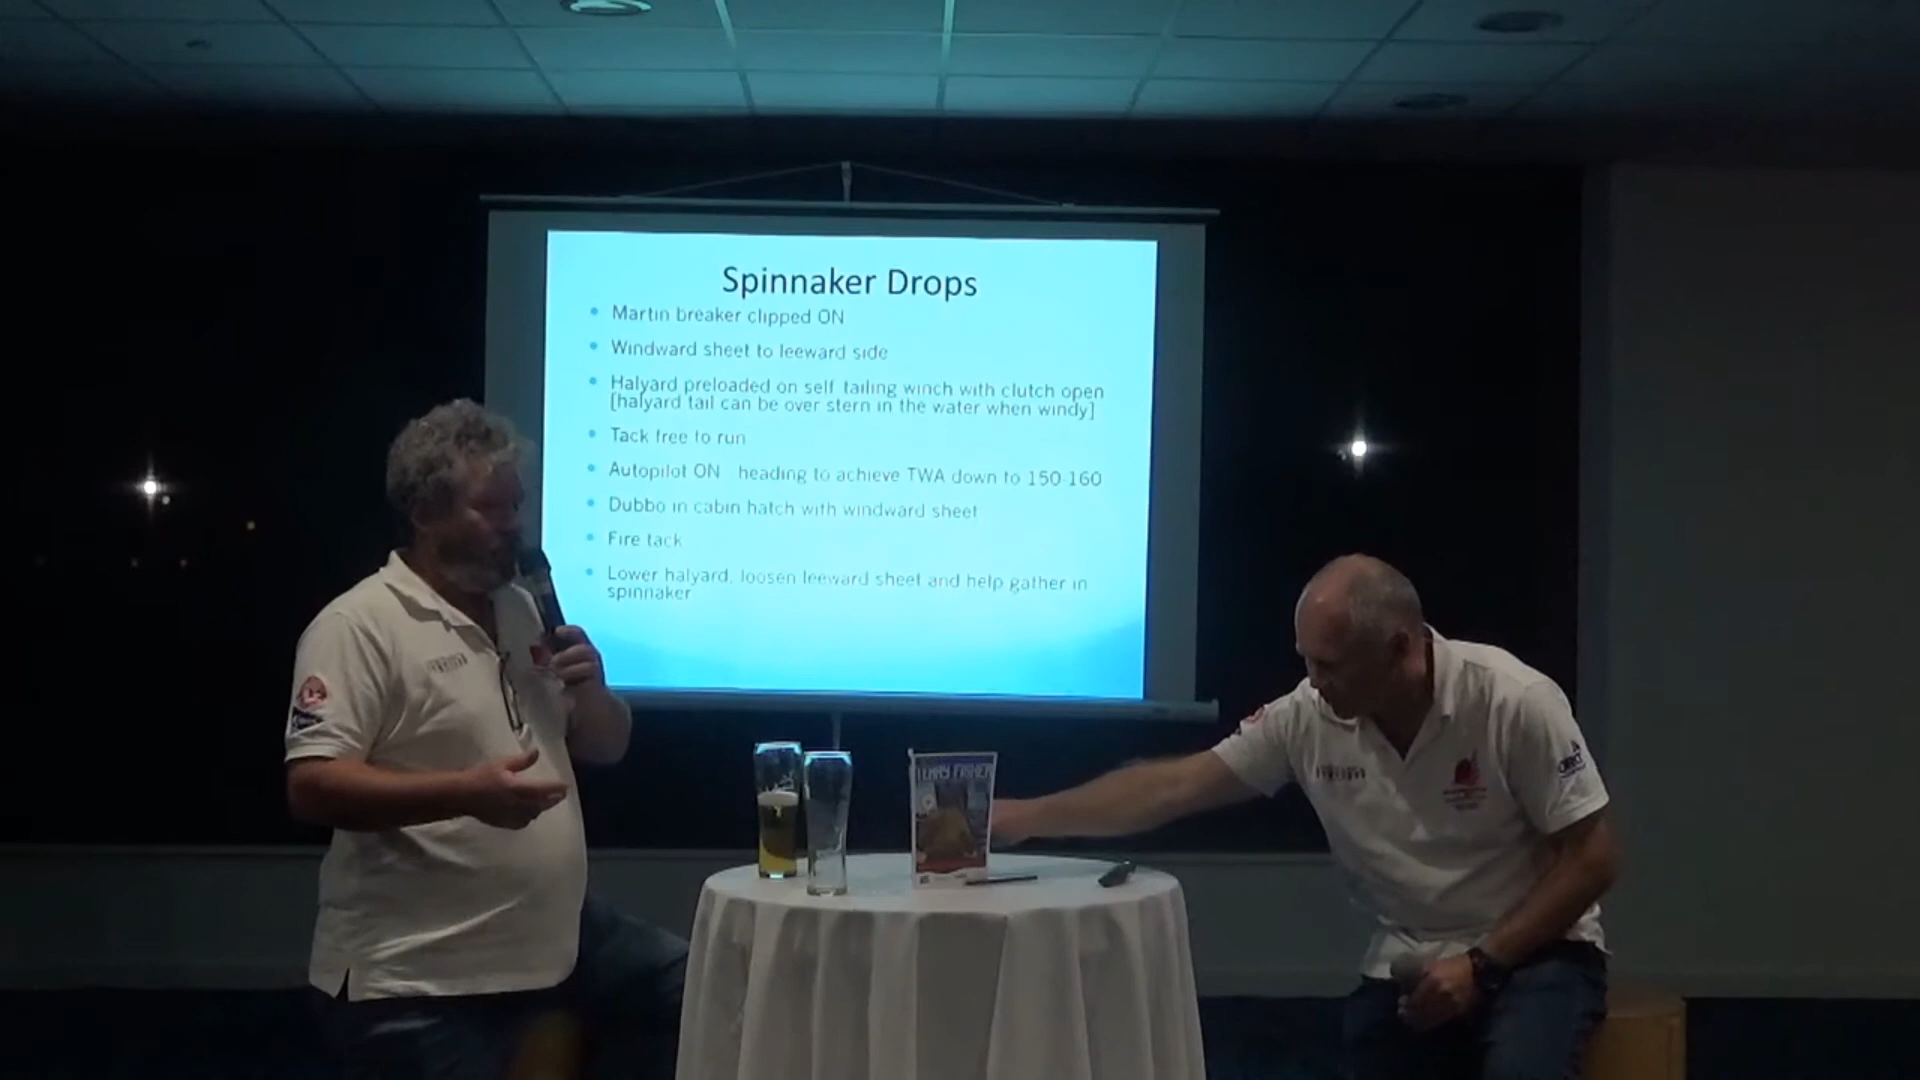 Spinnaker Drops
Martin breaker clipped ON
Windward sheet to leeward side
Halyard preloaded on self tailing winch with clutch open
[halyard tail can be over stern in the water when windy]
Tack free to run
Autopilot ON heading to achieve TWA down to 150 160
Dubbo in cabin hatch with windward sheet
Fire tack
Lower halyard, loosen leeward sheet and help gather in
spinnaker